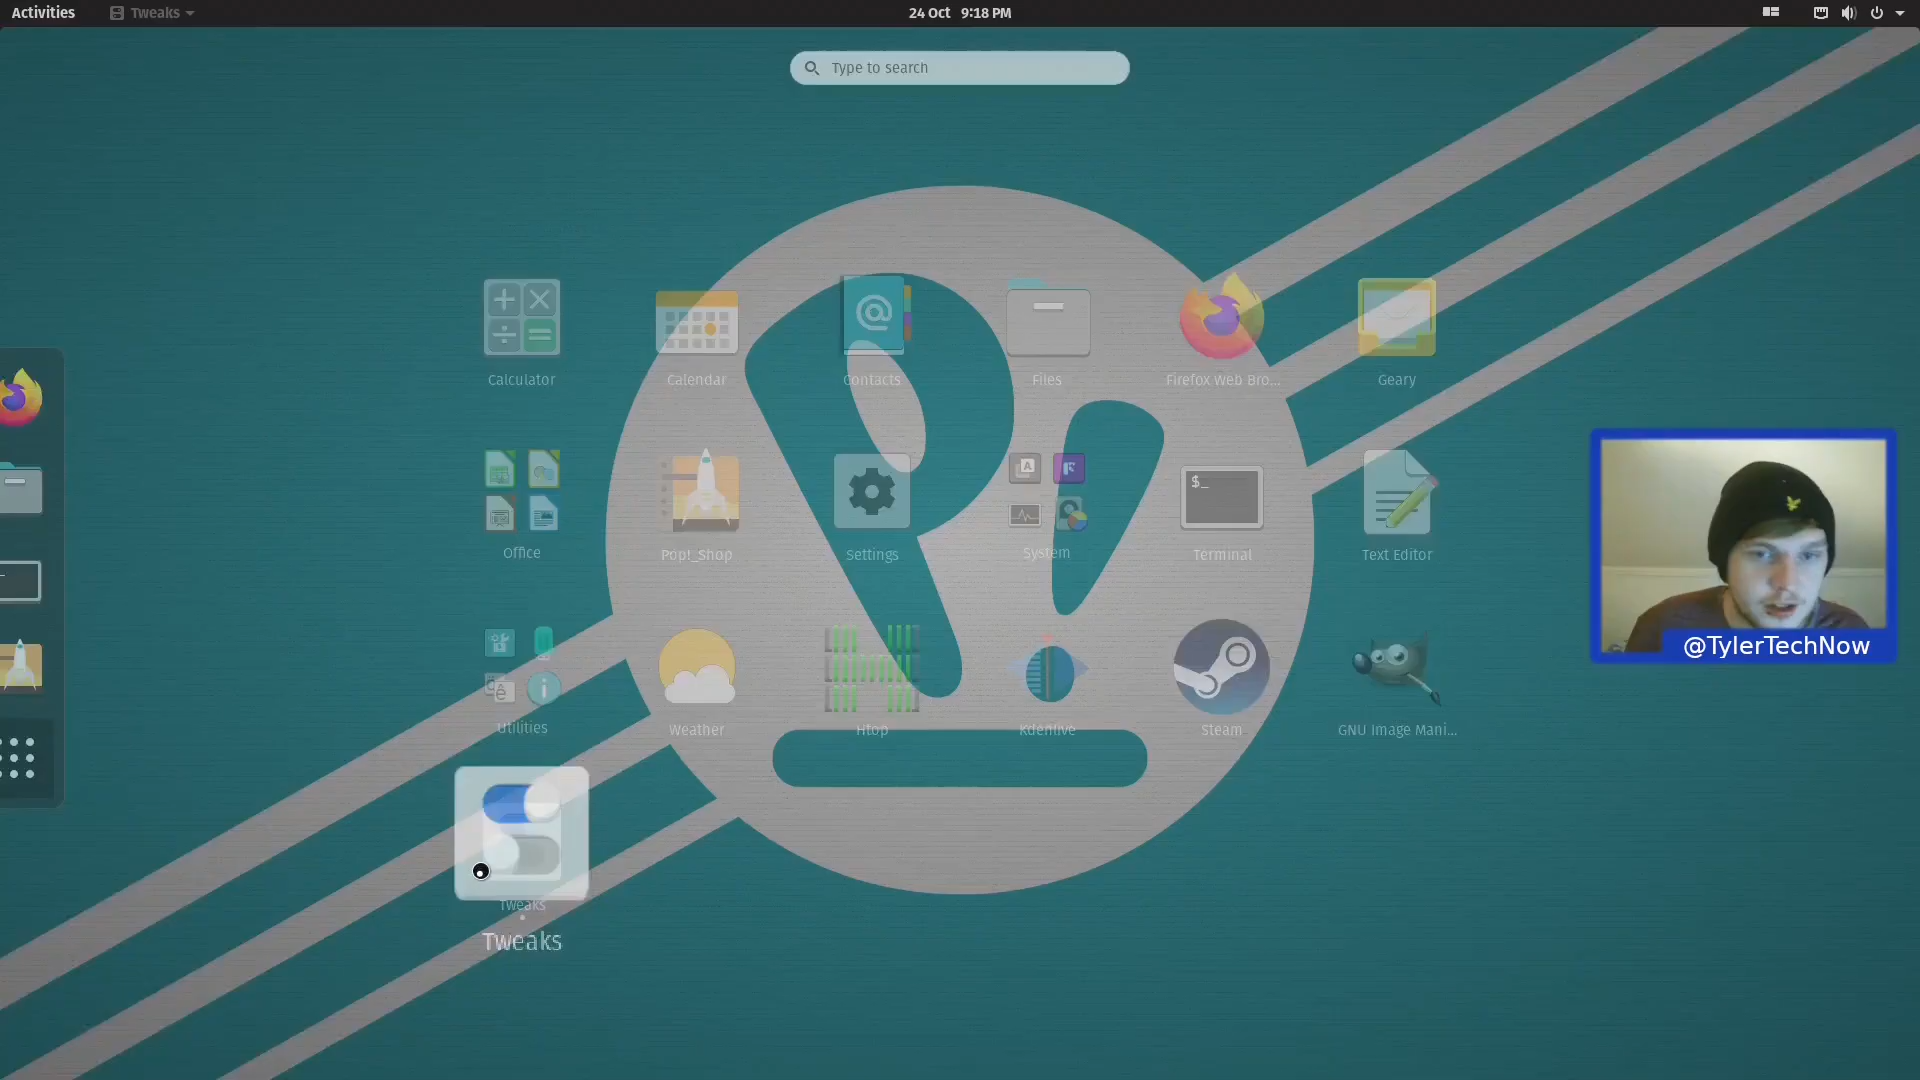 Activities Tweaks 24 Oct 9:18 PM
Type to search
Calculator Calendar Contacts Files Firefox Web Bro... Geary
$_
Office Pop!_Shop Settings System Terminal Text Editor
@TylerTechNow
Utilities Weather Htop Kdenlive Steam GNU Image Mani...
Tweaks
Tweaks